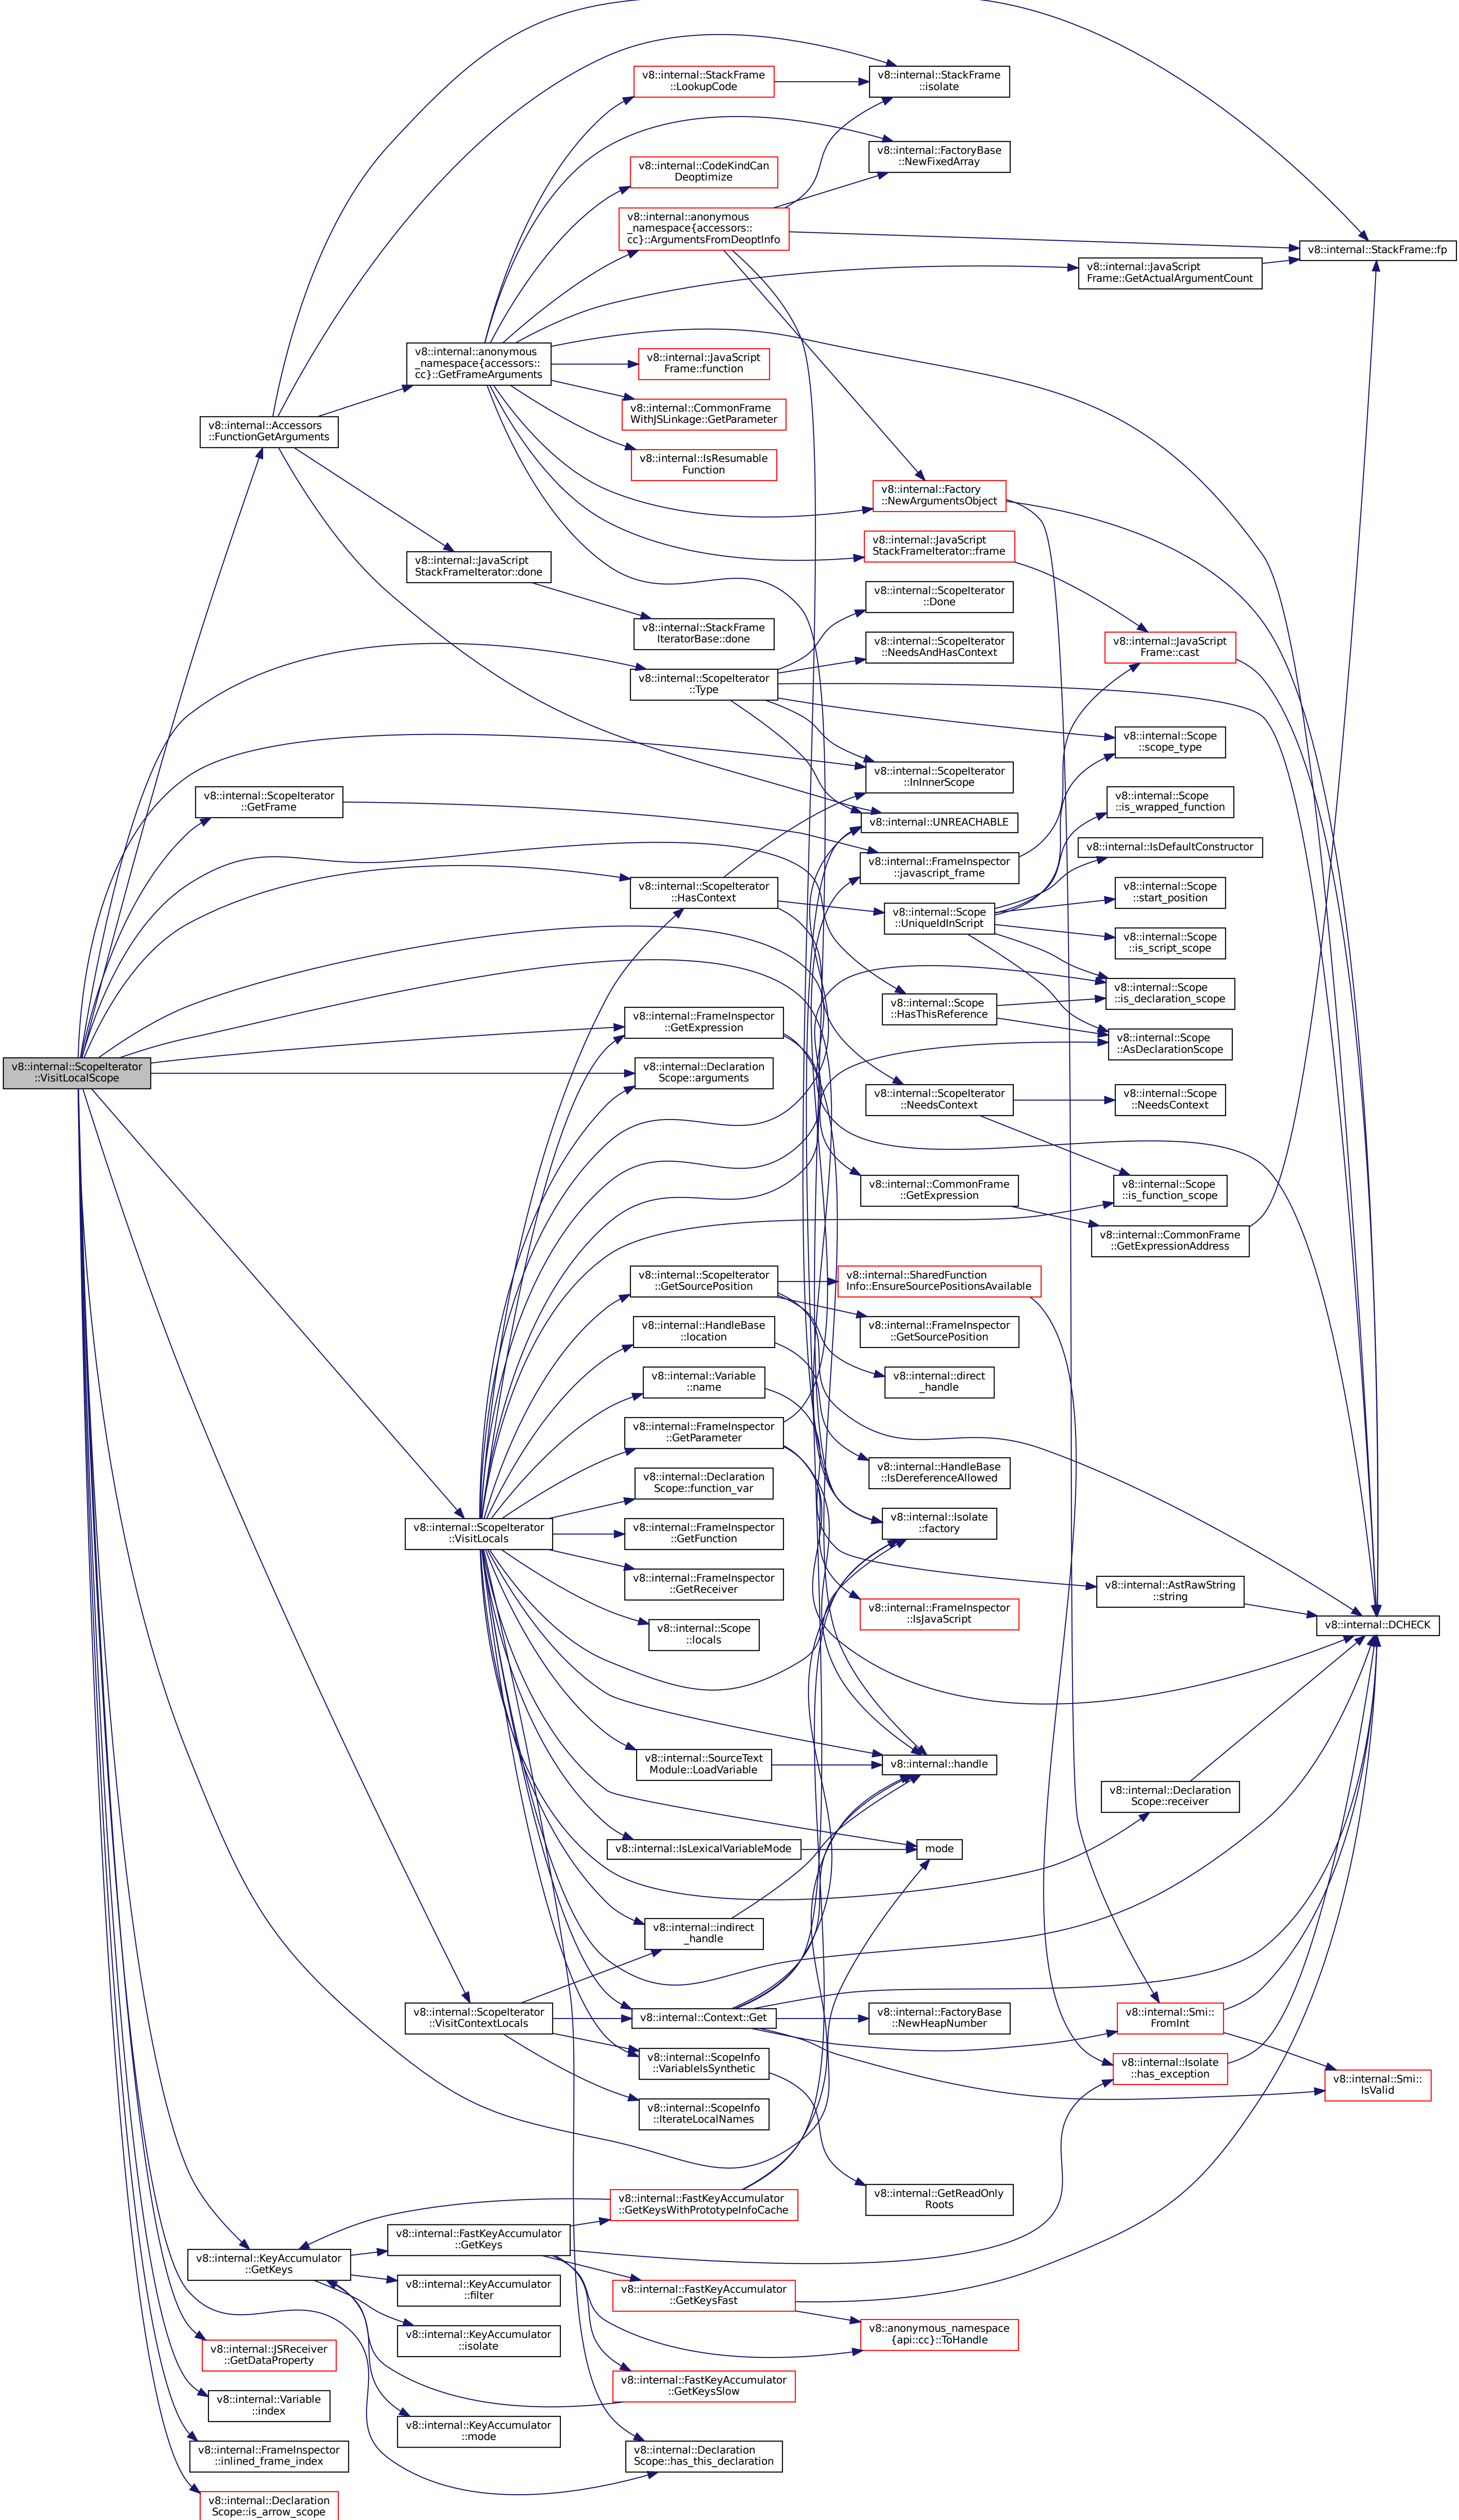 v8::internal::StackFrame
::LookupCode
v8::internal::StackFrame
::isolate
v8::internal::FactoryBase
::NewFixedArray
v8::internal::CodeKindCan
Deoptimize
v8::internal::anonymous
_namespace{accessors::
cc}::ArgumentsFromDeoptInfo
v8::internal::StackFrame::fp
v8::internal::JavaScript
Frame::GetActualArgumentCount
v8::internal::anonymous
_namespace{accessors::
cc}::GetFrameArguments
v8::internal::JavaScript
Frame::function
v8::internal::CommonFrame
WithJSLinkage::GetParameter
v8::internal::Accessors
::FunctionGetArguments
v8::internal::IsResumable
Function
v8::internal::Factory
::NewArgumentsObject
v8::internal::JavaScript
StackFrameIterator::frame
v8::internal::JavaScript
StackFrameIterator::done
v8::internal::ScopeIterator
::Done
v8::internal::StackFrame
IteratorBase::done
v8::internal::ScopeIterator
::NeedsAndHasContext
v8::internal::JavaScript
Frame::cast
v8::internal::ScopeIterator
::Type
v8::internal::Scope
::scope_type
v8::internal::ScopeIterator
::InInnerScope
v8::internal::ScopeIterator
::GetFrame
v8::internal::Scope
::is_wrapped_function
v8::internal::UNREACHABLE
v8::internal::IsDefaultConstructor
v8::internal::FrameInspector
::javascript_frame
v8::internal::ScopeIterator
::HasContext
v8::internal::Scope
::start_position
v8::internal::Scope
::UniqueIdInScript
v8::internal::Scope
::is_script_scope
v8::internal::Scope
::is_declaration_scope
v8::internal::Scope
::HasThisReference
v8::internal::FrameInspector
::GetExpression
v8::internal::Scope
::AsDeclarationScope
v8::internal::ScopeIterator
::VisitLocalScope
v8::internal::Declaration
Scope::arguments
v8::internal::ScopeIterator
::NeedsContext
v8::internal::Scope
::NeedsContext
v8::internal::CommonFrame
::GetExpression
v8::internal::Scope
::is_function_scope
v8::internal::CommonFrame
::GetExpressionAddress
v8::internal::ScopeIterator
::GetSourcePosition
v8::internal::SharedFunction
Info::EnsureSourcePositionsAvailable
v8::internal::HandleBase
::location
v8::internal::FrameInspector
::GetSourcePosition
v8::internal::Variable
::name
v8::internal::direct
_handle
v8::internal::FrameInspector
::GetParameter
v8::internal::HandleBase
::IsDereferenceAllowed
v8::internal::Declaration
Scope::function_var
v8::internal::ScopeIterator
::VisitLocals
v8::internal::FrameInspector
::GetFunction
v8::internal::Isolate
::factory
v8::internal::FrameInspector
::GetReceiver
v8::internal::AstRawString
::string
v8::internal::FrameInspector
::IsJavaScript
v8::internal::Scope
::locals
v8::internal::DCHECK
v8::internal::SourceText
Module::LoadVariable
v8::internal::handle
v8::internal::Declaration
Scope::receiver
v8::internal::IsLexicalVariableMode
mode
v8::internal::indirect
_handle
v8::internal::ScopeIterator
::VisitContextLocals
v8::internal::Context::Get
v8::internal::FactoryBase
::NewHeapNumber
v8::internal::Smi::
FromInt
v8::internal::ScopeInfo
::VariableIsSynthetic
v8::internal::Isolate
::has_exception
v8::internal::Smi::
IsValid
v8::internal::ScopeInfo
::IterateLocalNames
v8::internal::GetReadOnly
Roots
v8::internal::FastKeyAccumulator
::GetKeysWithPrototypeInfoCache
v8::internal::FastKeyAccumulator
::GetKeys
v8::internal::KeyAccumulator
::GetKeys
v8::internal::KeyAccumulator
::filter
v8::internal::FastKeyAccumulator
::GetKeysFast
v8::internal::KeyAccumulator
::isolate
v8::anonymous_namespace
{api::cc}::ToHandle
v8::internal::JSReceiver
::GetDataProperty
v8::internal::FastKeyAccumulator
::GetKeysSlow
v8::internal::Variable
::index
v8::internal::KeyAccumulator
::mode
v8::internal::FrameInspector
::inlined_frame_index
v8::internal::Declaration
Scope::has_this_declaration
v8::internal::Declaration
Scope::is_arrow_scope